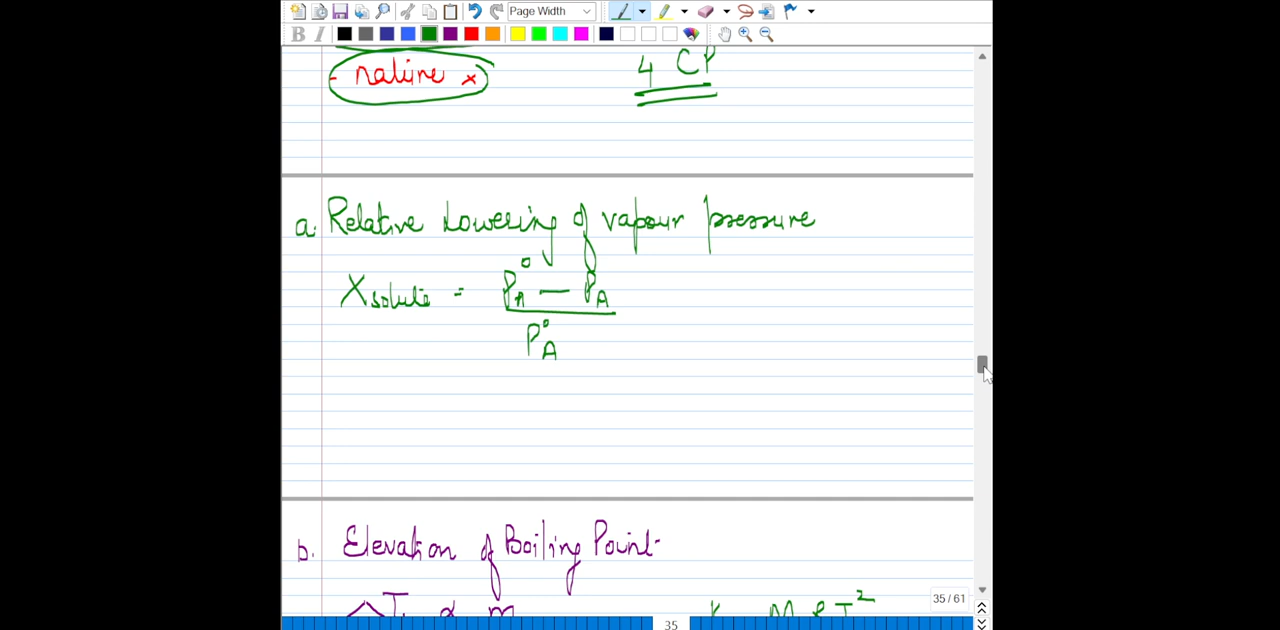 Page Width
B I
- nature x
4 CP
a. Relative Lowering of vapour pressure
Xsolute = P°A — PA
P°A
b. Elevation of Boiling Point
35 / 61
35